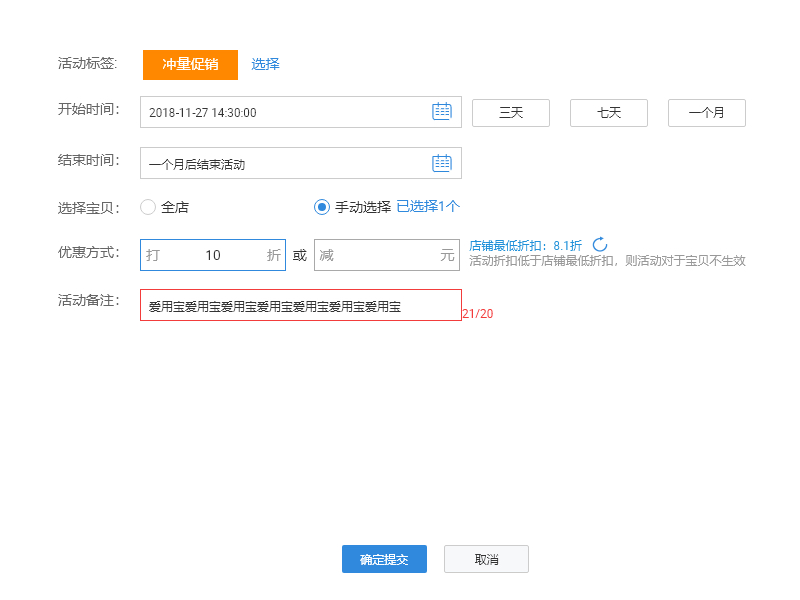 活动标签: 冲量促销 选择
开始时间: 2018-11-27 14:30:00 三天 七天 一个月
结束时间: 一个月后结束活动
选择宝贝: 全店 手动选择 已选择1个
优惠方式: 打 10 折 或 减 元 店铺最低折扣: 8.1折
活动折扣低于店铺最低折扣，则活动对于宝贝不生效
活动备注: 爱用宝爱用宝爱用宝爱用宝爱用宝爱用宝爱用宝 21/20
确定提交 取消